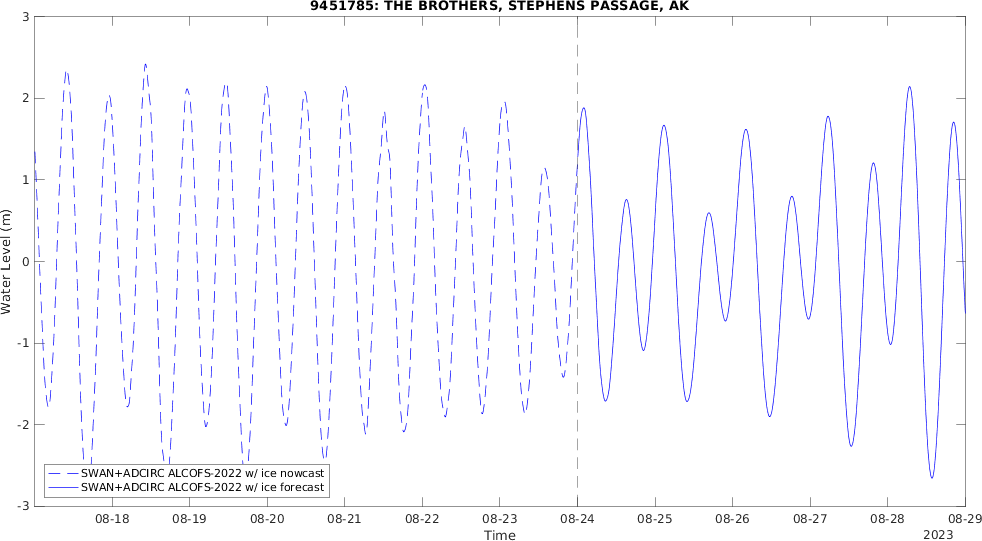 9451785: THE BROTHERS, STEPHENS PASSAGE, AK
3
2
1
0
-1
-2
-3
Water Level (m)
SWAN+ADCIRC ALCOFS-2022 w/ ice nowcast
SWAN+ADCIRC ALCOFS-2022 w/ ice forecast
08-18 08-19 08-20 08-21 08-22 08-23 08-24 08-25 08-26 08-27 08-28 08-29
Time
2023